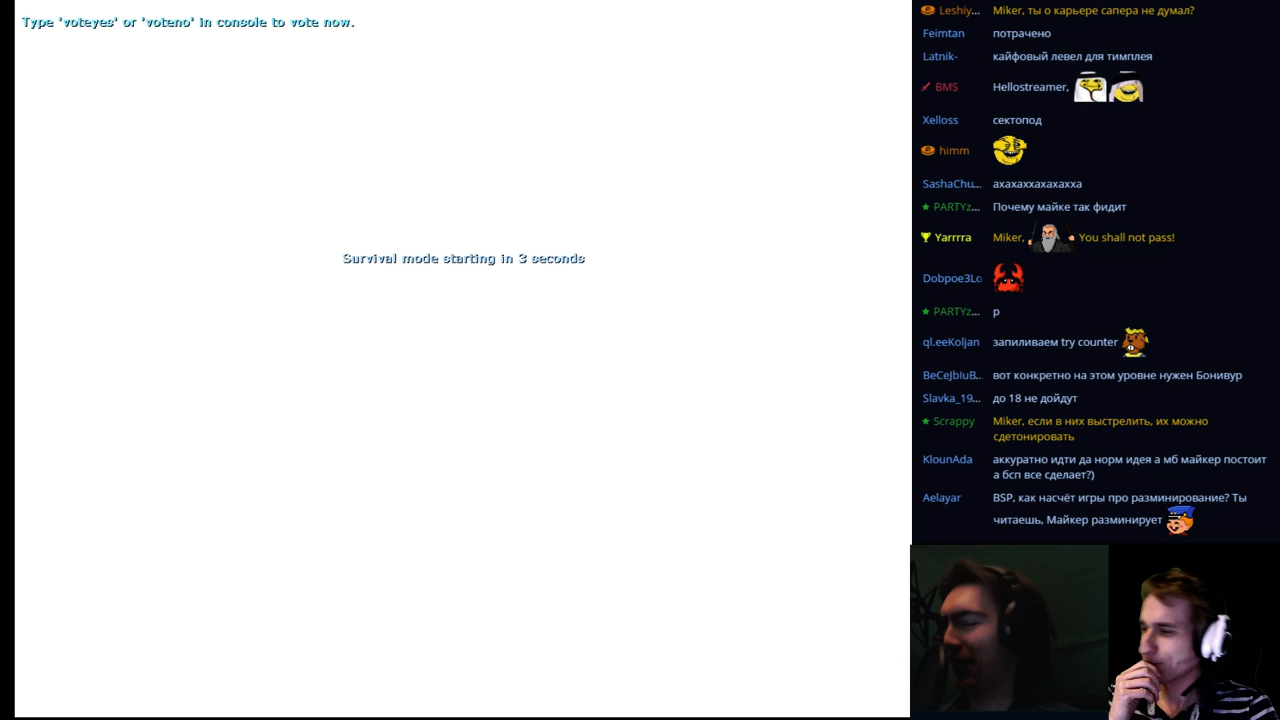 Type 'voteyes' or 'voteno' in console to vote now.
Survival mode starting in 3 seconds
Leshiy... Miker, ты о карьере сапера не думал?
Feimtan потрачено
Latnik- кайфовый левел для тимплея
BMS Hellostreamer,
Xelloss сектопод
himm
SashaChu... ахахаххахахахха
PARTYz... Почему майке так фидит
Yarrrra Miker, You shall not pass!
Dobpoe3Lo
PARTYz... р
ql.eeKoljan запиливаем try counter
BeCeJbIuB... вот конкретно на этом уровне нужен Бонивур
Slavka_19... до 18 не дойдут
Scrappy Miker, если в них выстрелить, их можно
сдетонировать
KlounAda аккуратно идти да норм идея а мб майкер постоит
а бсп все сделает?)
Aelayar BSP, как насчёт игры про разминирование? Ты
читаешь, Майкер разминирует